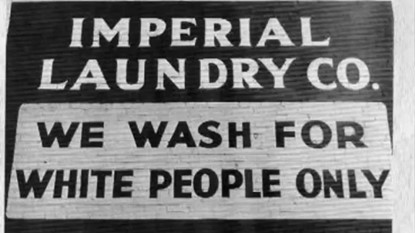 IMPERIAL
LAUNDRY CO.
WE WASH FOR
WHITE PEOPLE ONLY